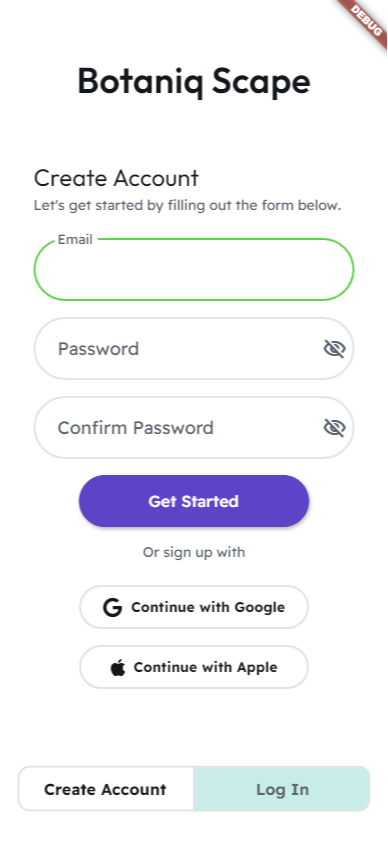 DEBUG
Botaniq Scape
Create Account
Let's get started by filling out the form below.
Email
Password
Confirm Password
Get Started
Or sign up with
Continue with Google
Continue with Apple
Create Account
Log In